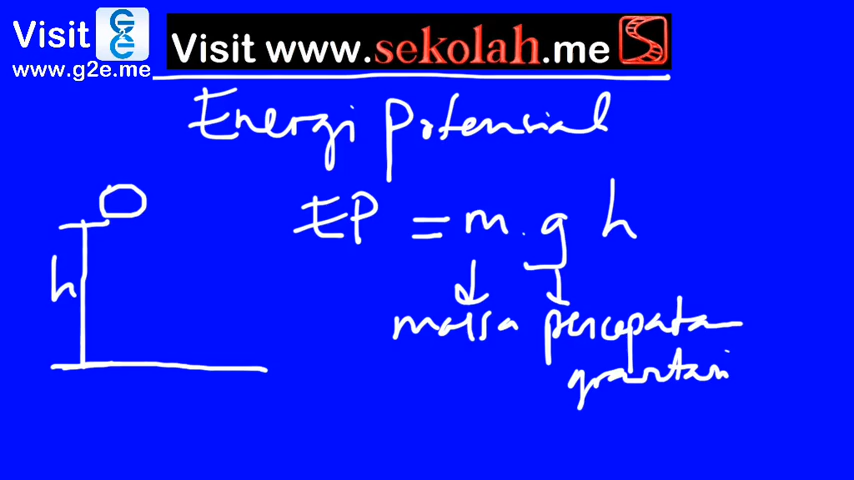 Visit
www.g2e.me
Visit www.sekolah.me
Energi Potensial
EP = m.g h
h
massa percepatan
gravitasi